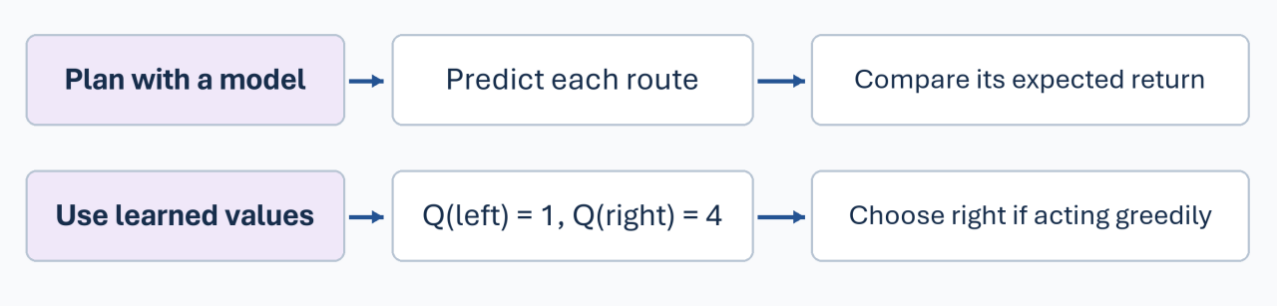 Plan with a model
Predict each route
Compare its expected return
Use learned values
Q(left) = 1, Q(right) = 4
Choose right if acting greedily